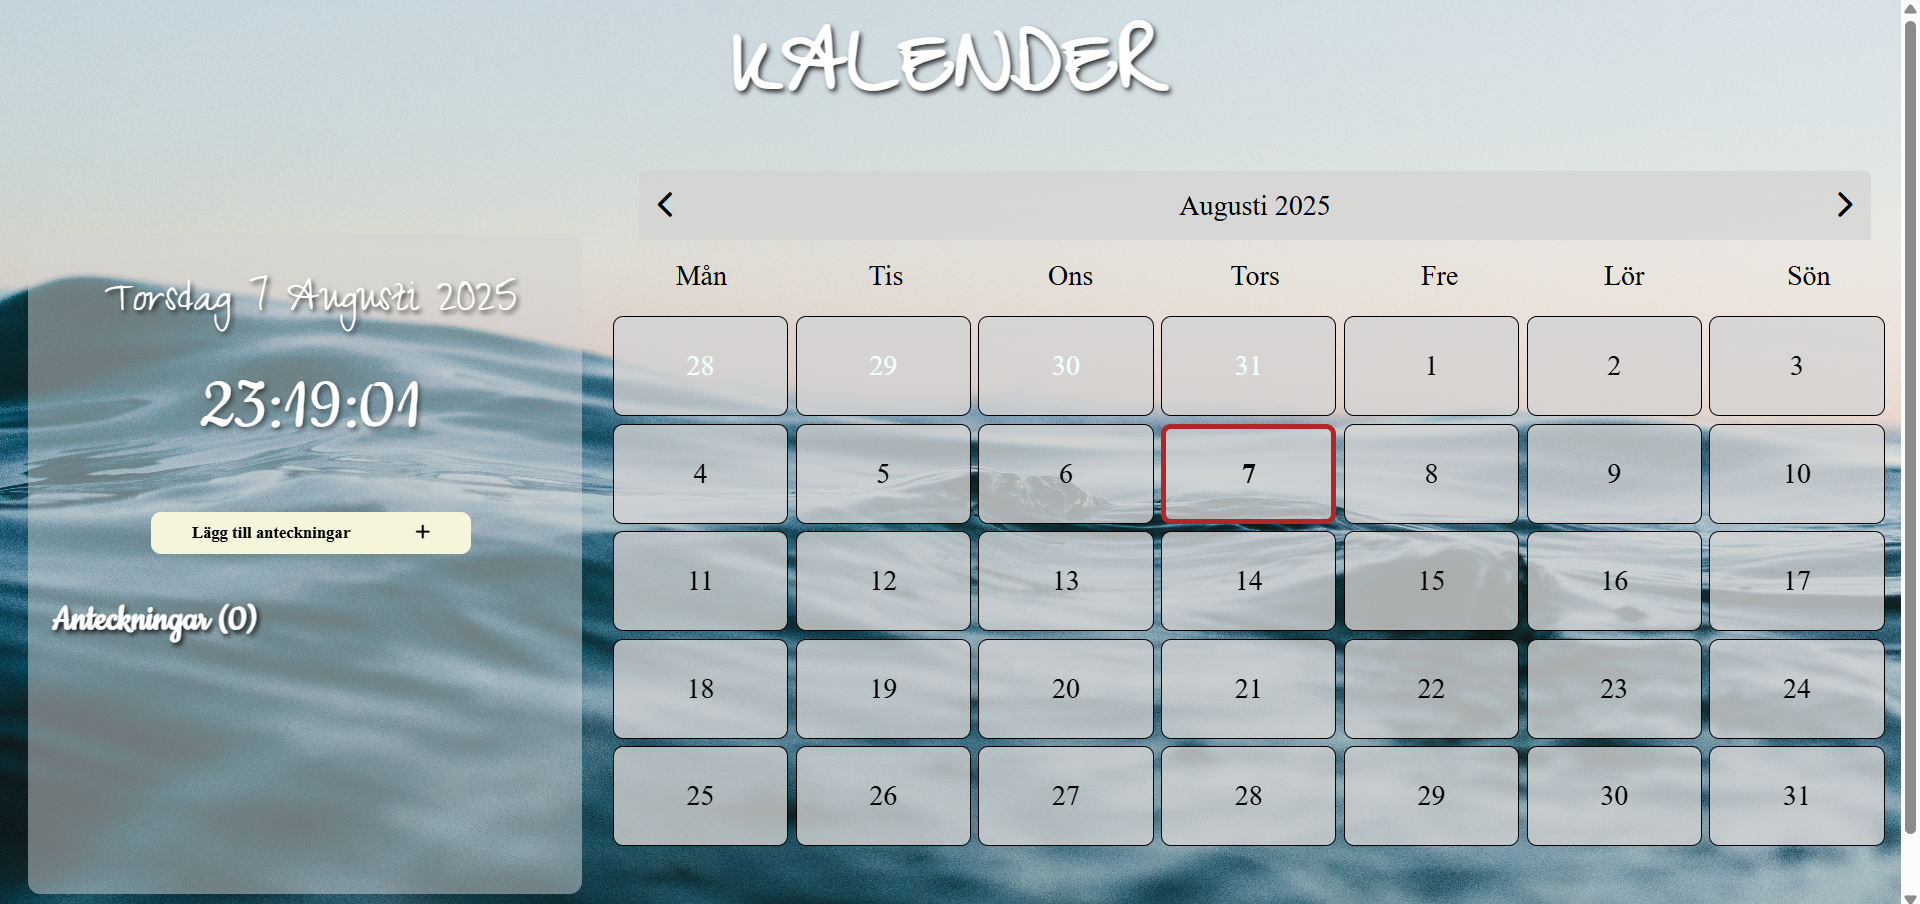 KALENDER
Torsdag 7 Augusti 2025
23:19:01
Lägg till anteckningar +
Anteckningar (0)
Augusti 2025
Mån Tis Ons Tors Fre Lör Sön
28 29 30 31 1 2 3
4 5 6 7 8 9 10
11 12 13 14 15 16 17
18 19 20 21 22 23 24
25 26 27 28 29 30 31